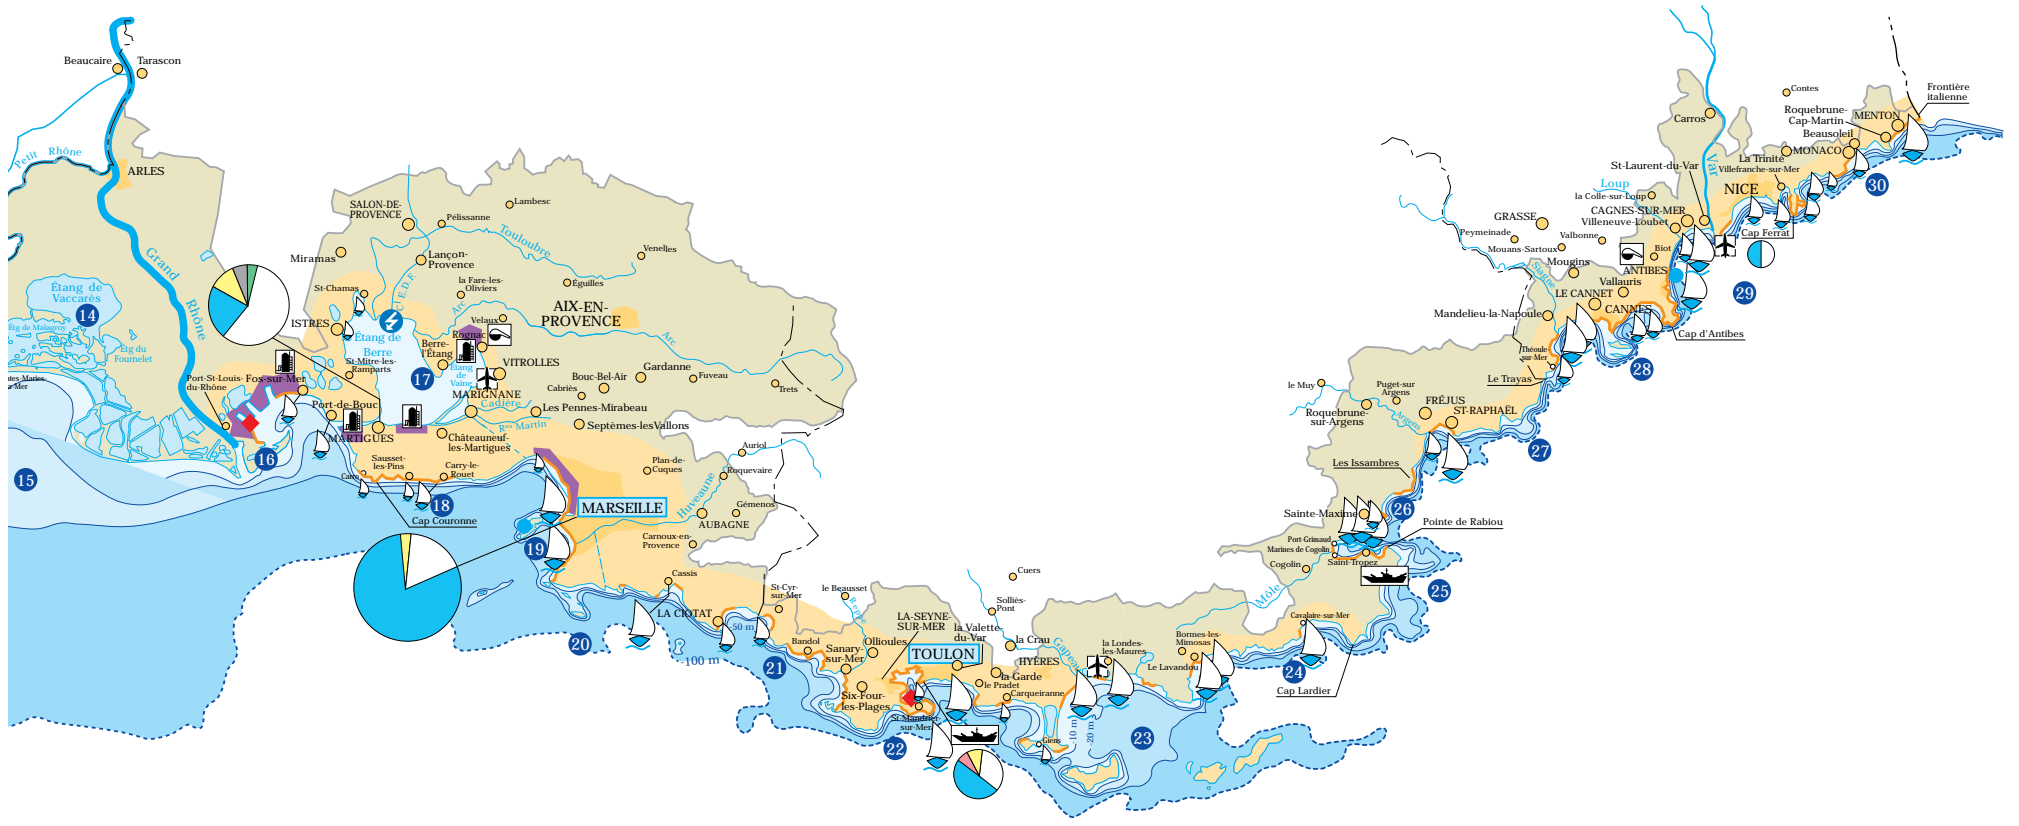 Beaucaire
Tarascon
Petit Rhône
ARLES
Grand
Rhône
Étang de
Vaccarès
14
Étg de Malagroy
Étg du
Fournelet
tes-Maries-
a Mer
15
Port-St-Louis-
du-Rhône
Fos-sur-Mer
16
SALON-DE-
PROVENCE
Pélissanne
Lambesc
Touloubre
Venelles
Miramas
Lançon-
Provence
St-Chamas
E.D.F.
la Fare-les-
Oliviers
Éguilles
Arc
ISTRES
Velaux
Rognac
AIX-EN-
PROVENCE
Arc
Étang de
Berre
Berre-
l'Étang
St-Mitre-les-
Ramparts
17
Étang
de
Vaine
VITROLLES
Bouc-Bel-Air
Gardanne
Fuveau
Trets
Cabriès
MARIGNANE
Cadière
Les Pennes-Mirabeau
Port-de-Bouc
MARTIGUES
Rau Martin
Septèmes-les Vallons
Châteauneuf-
les-Martigues
Sausset-
les-Pins
Carry-le-
Rouet
Carro
18
Cap Couronne
Plan-de-
Cuques
Auriol
Roquevaire
Huveaune
MARSEILLE
Gémenos
AUBAGNE
19
Carnoux-en-
Provence
Cassis
20
LA CIOTAT
-50 m
-100 m
St-Cyr-
sur-Mer
21
le Beausset
Reppe
Bandol
Sanary-
sur-Mer
Ollioules
LA-SEYNE-
SUR-MER
la Valette-
du-Var
TOULON
Six-Four-
les-Plages
St-Mandrier-
sur-Mer
22
Cuers
Solliès-
Pont
la Crau
HYÈRES
la Garde
le Pradet
Carqueiranne
Giens
Gapeau
la Londes-
les-Maures
-10 m
-20 m
23
Bormes-les-
Mimosas
Le Lavandou
24
Cap Lardier
Cavalaire-sur-Mer
Môle
Cogolin
Port-Grimaud
Marines de Cogolin
Saint-Tropez
25
Pointe de Rabiou
Sainte-Maxime
26
Les Issambres
27
le Muy
Puget-sur
Argens
Roquebrune-
sur-Argens
Argens
FRÉJUS
ST-RAPHAËL
Le Trayas
Théoule
sur-Mer
28
Mandelieu-la-Napoule
Siagne
CANNES
LE CANNET
Vallauris
Mougins
Mouans-Sartoux
Valbonne
Peymeinade
GRASSE
ANTIBES
Biot
Cap d'Antibes
29
Villeneuve-Loubet
CAGNES-SUR-MER
la Colle-sur-Loup
Loup
St-Laurent-du-Var
Var
Carros
Contes
NICE
Cap Ferrat
La Trinité
Villefranche-sur-Mer
MONACO
Beausoleil
Roquebrune-
Cap-Martin
MENTON
Frontière
italienne
30